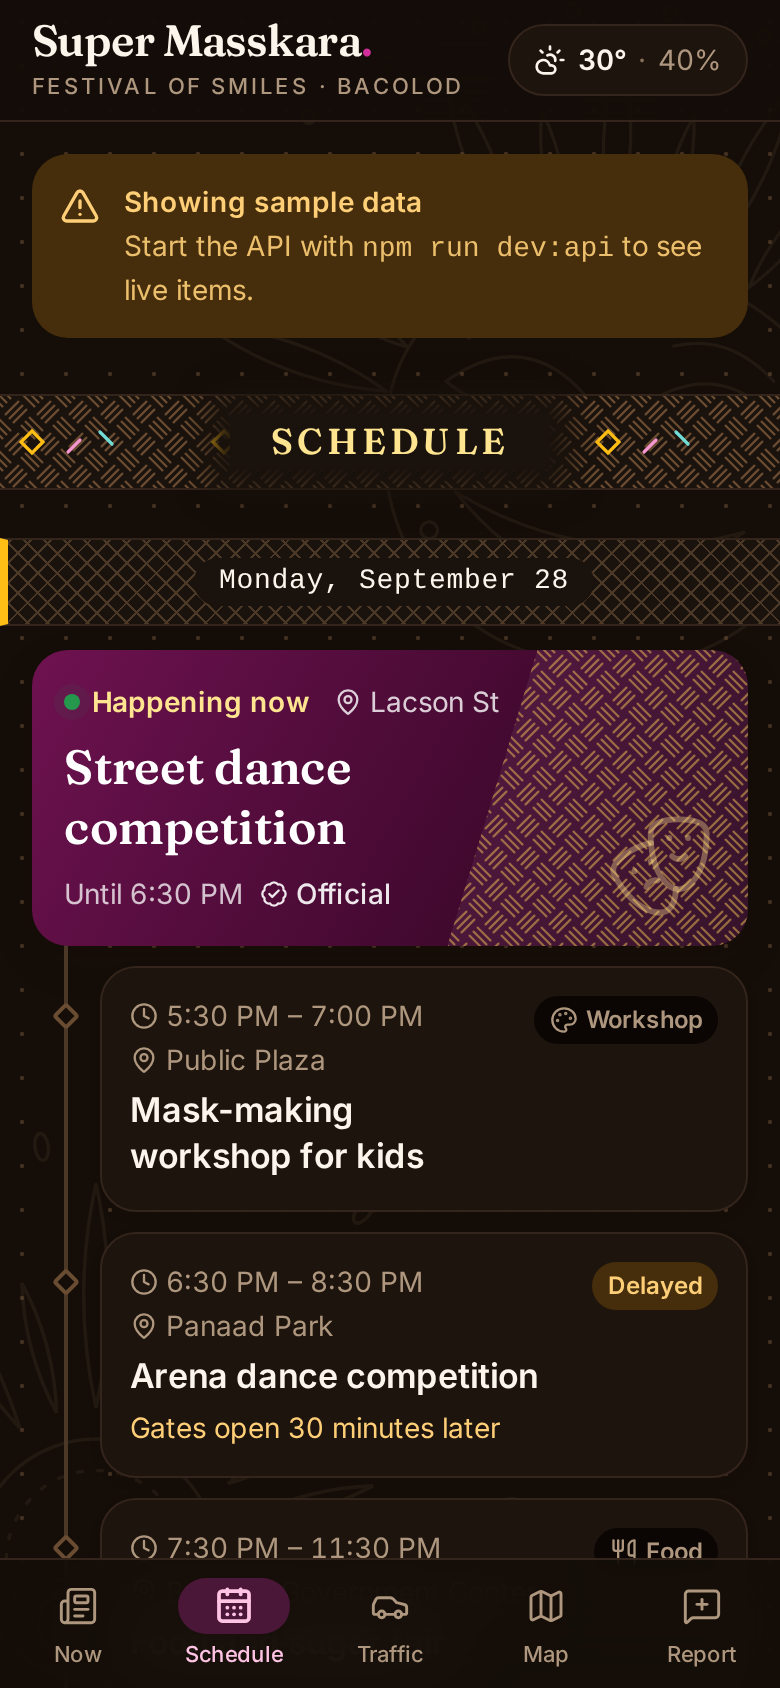 Super Masskara.
FESTIVAL OF SMILES · BACOLOD
30° · 40%
Showing sample data
Start the API with npm run dev:api to see
live items.
SCHEDULE
Monday, September 28
Happening now Lacson St
Street dance
competition
Until 6:30 PM Official
5:30 PM – 7:00 PM Workshop
Public Plaza
Mask-making
workshop for kids
6:30 PM – 8:30 PM Delayed
Panaad Park
Arena dance competition
Gates open 30 minutes later
7:30 PM – 11:30 PM Food
Now Schedule Traffic Map Report